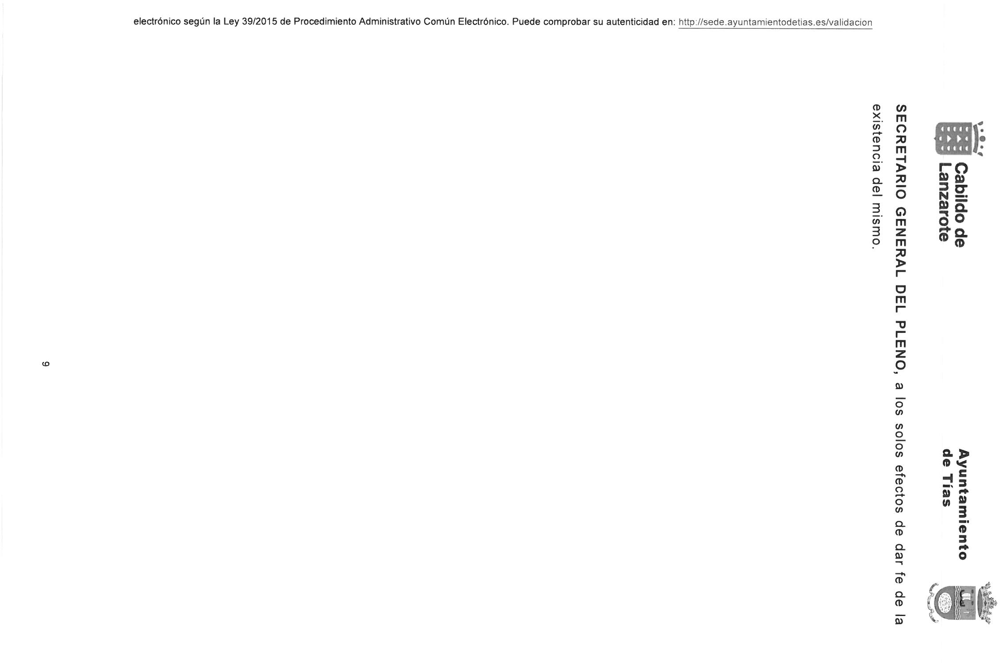 electrónico según la Ley 39/2015 de Procedimiento Administrativo Común Electrónico. Puede comprobar su autenticidad en: http://sede.ayuntamientodetias.es/validacion
Cabildo de
Lanzarote
Ayuntamiento
de Tías
SECRETARIO GENERAL DEL PLENO, a los solos efectos de dar fe de la
existencia del mismo.
9